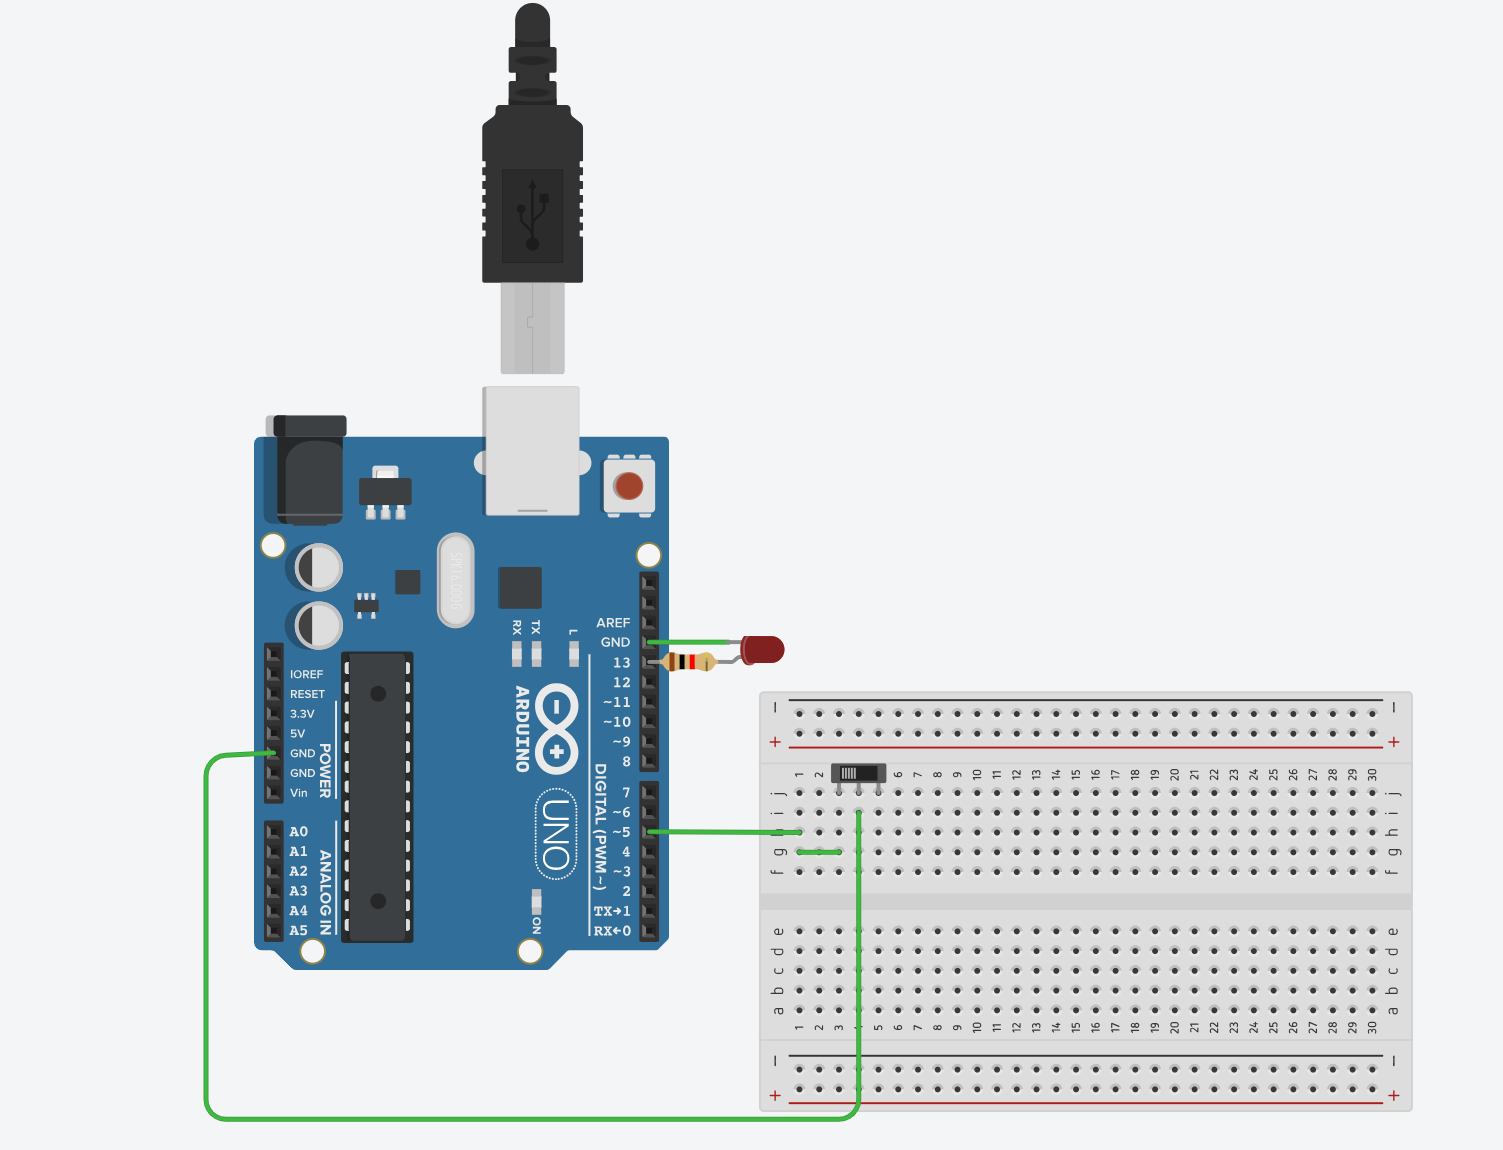 SPK16.000G
RX
TX
L
AREF
GND
13
12
~11
~10
~9
8
7
~6
~5
4
~3
2
TX→1
RX←0
DIGITAL (PWM~)
IOREF
RESET
3.3V
5V
GND
GND
Vin
POWER
A0
A1
A2
A3
A4
A5
ANALOG IN
ARDUINO
UNO
ON
− −
+ +
1 2 6 7 8 9 10 11 12 13 14 15 16 17 18 19 20 21 22 23 24 25 26 27 28 29 30
j j
i i
h h
g g
f f
e e
d d
c c
b b
a a
1 2 3 4 5 6 7 8 9 10 11 12 13 14 15 16 17 18 19 20 21 22 23 24 25 26 27 28 29 30
− −
+ +